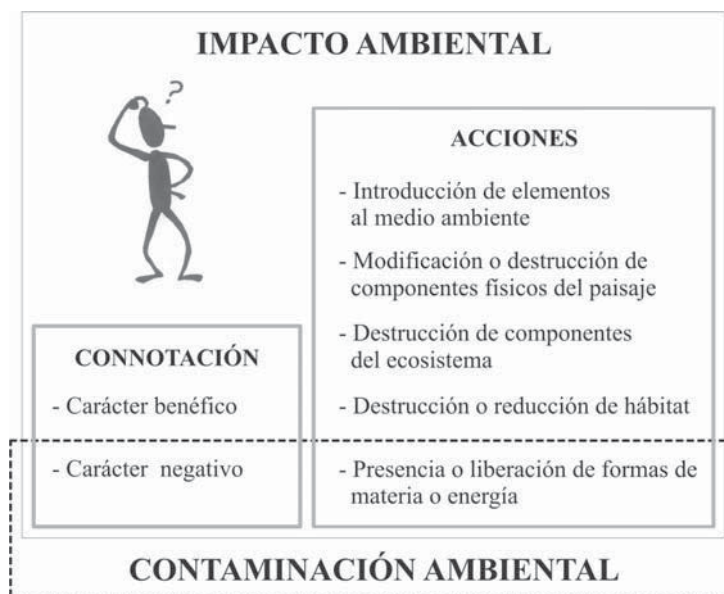 IMPACTO AMBIENTAL
?
ACCIONES
- Introducción de elementos
al medio ambiente
- Modificación o destrucción de
componentes físicos del paisaje
- Destrucción de componentes
del ecosistema
- Destrucción o reducción de hábitat
- Presencia o liberación de formas de
materia o energía
CONNOTACIÓN
- Carácter benéfico
- Carácter negativo
CONTAMINACIÓN AMBIENTAL